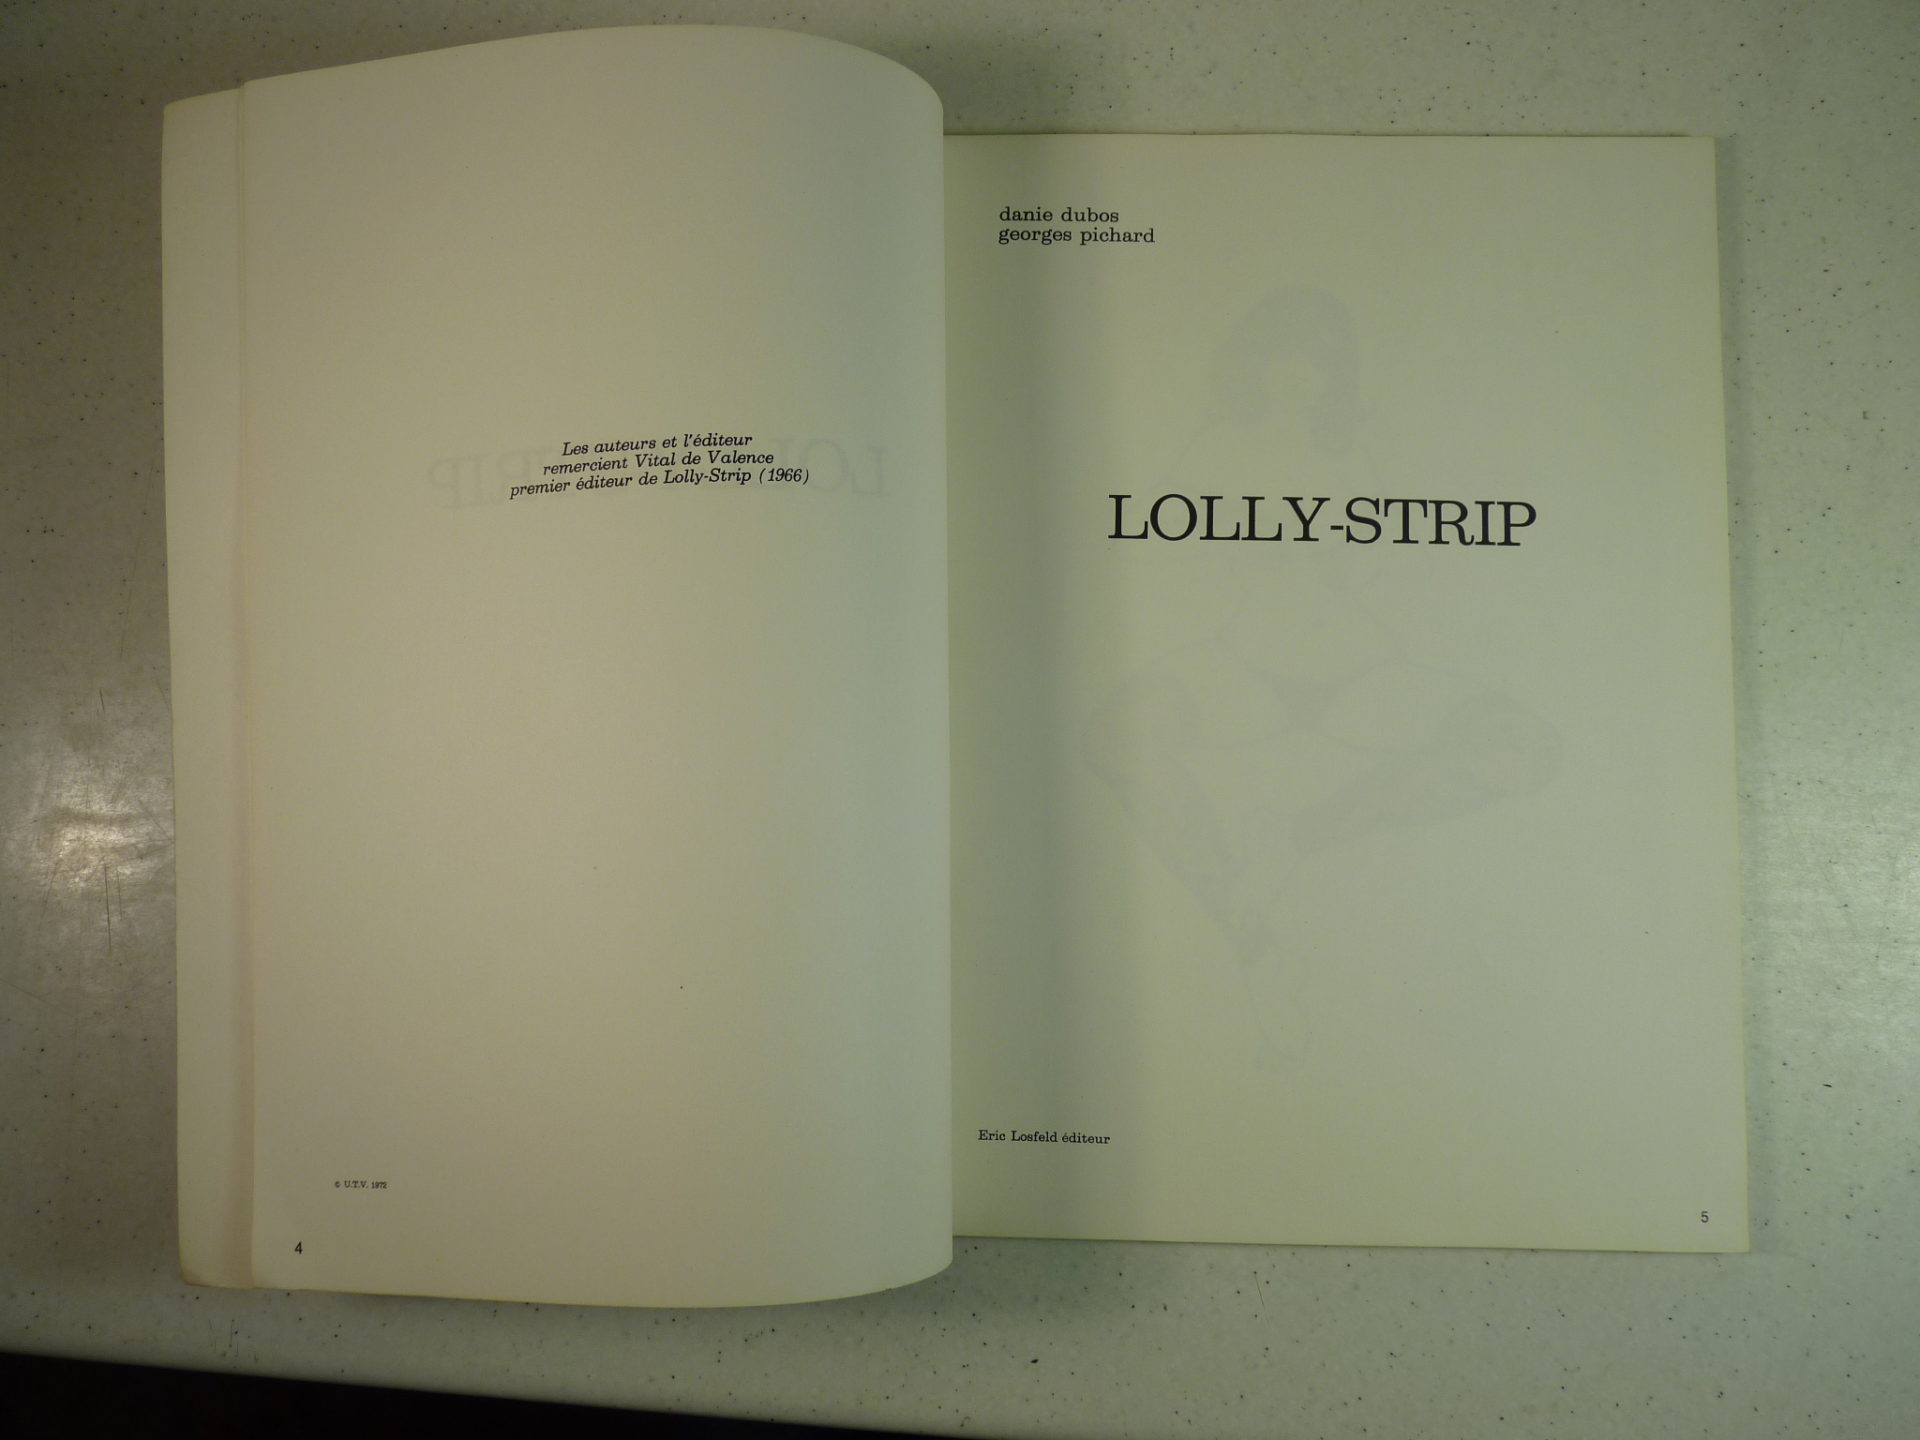 Les auteurs et l'éditeur
remercient Vital de Valence
premier éditeur de Lolly-Strip (1966)
© U.T.V. 1972
4
danie dubos
georges pichard
LOLLY-STRIP
Eric Losfeld éditeur
5